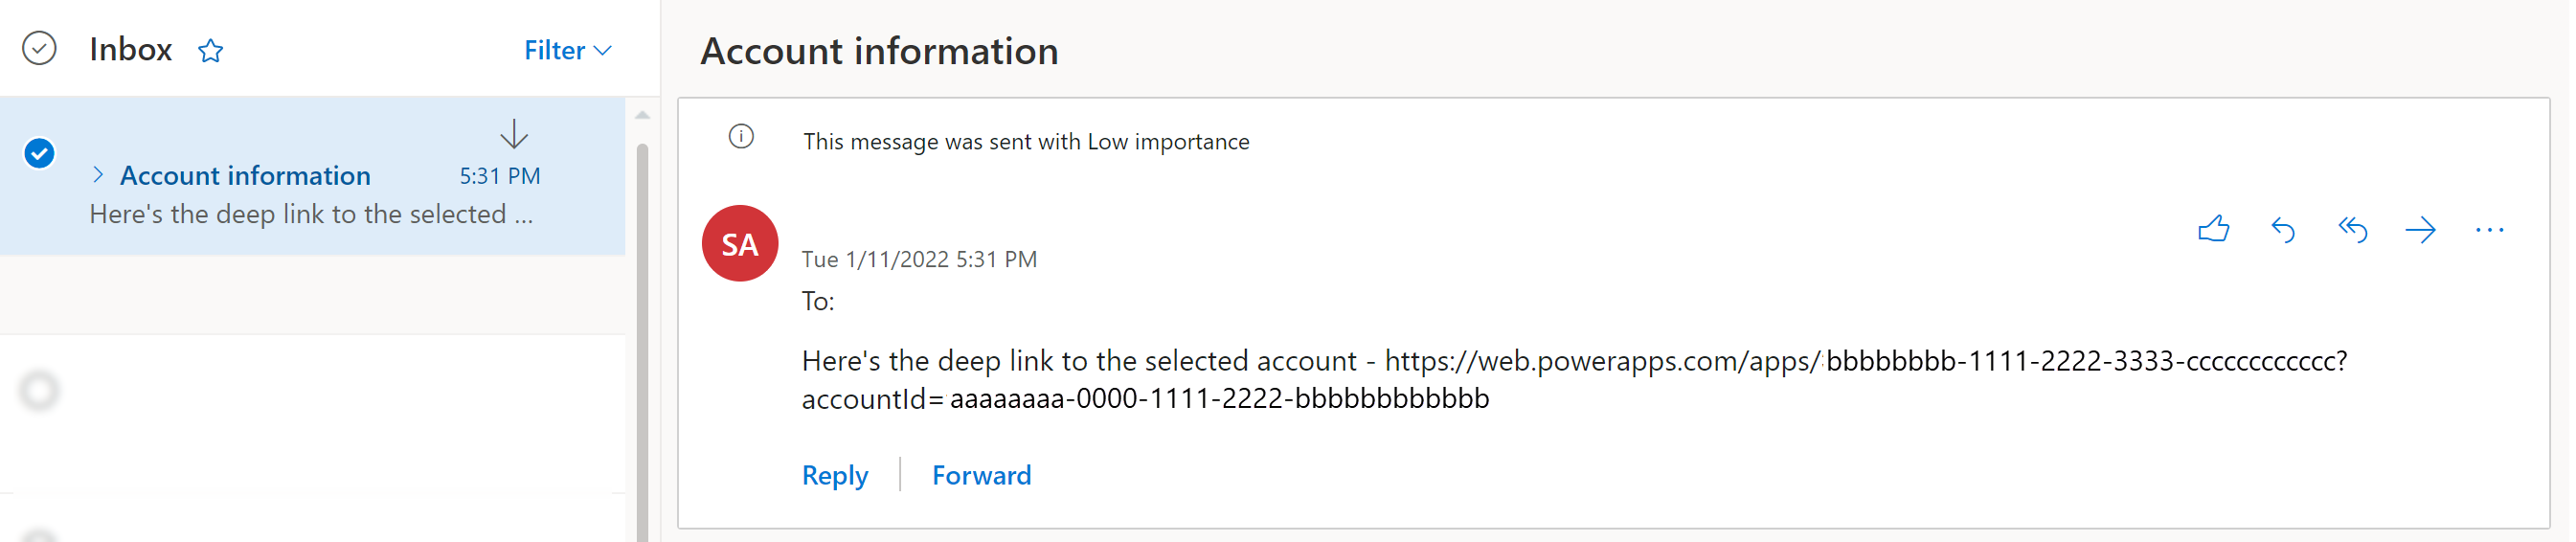 Inbox
Filter
Account information
5:31 PM
Here's the deep link to the selected ...
Account information
This message was sent with Low importance
SA
Tue 1/11/2022 5:31 PM
To:
Here's the deep link to the selected account - https://web.powerapps.com/apps/bbbbbbbb-1111-2222-3333-cccccccccccc?
accountId=aaaaaaaa-0000-1111-2222-bbbbbbbbbbbb
Reply
Forward